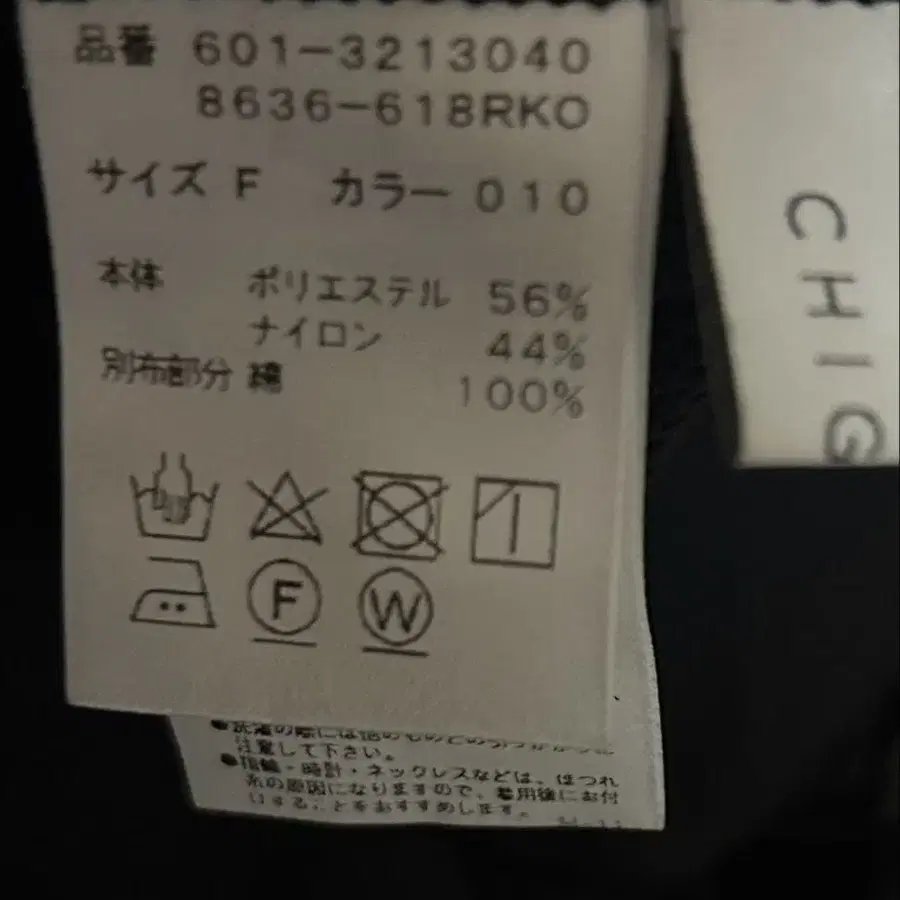 品番 601-3213040
8636-618RKO
サイズ F カラー 010
本体 ポリエステル 56%
ナイロン 44%
別布部分 綿 100%
F W
注意して下さい。
●指輪・時計・ネックレスなどは、ほつれ
糸の原因になりますので、着用後にお付
けすることをおすすめします。
CHIG